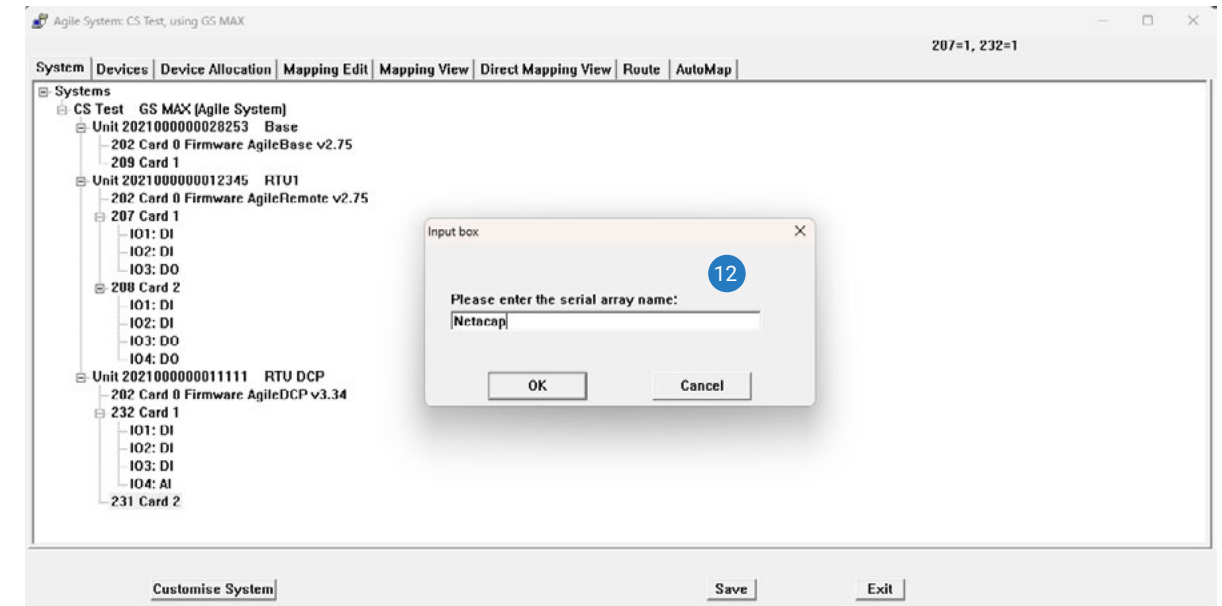 Agile System: CS Test, using GS MAX
207=1, 232=1
System Devices Device Allocation Mapping Edit Mapping View Direct Mapping View Route AutoMap
Systems
CS Test GS MAX (Agile System)
Unit 2021000000028253 Base
202 Card 0 Firmware AgileBase v2.75
209 Card 1
Unit 2021000000012345 RTU1
202 Card 0 Firmware AgileRemote v2.75
207 Card 1
IO1: DI
IO2: DI
IO3: DO
208 Card 2
IO1: DI
IO2: DI
IO3: DO
IO4: DO
Unit 2021000000011111 RTU DCP
202 Card 0 Firmware AgileDCP v3.34
232 Card 1
IO1: DI
IO2: DI
IO3: DI
IO4: AI
231 Card 2
Input box
12
Please enter the serial array name:
Netacap
OK Cancel
Customise System Save Exit